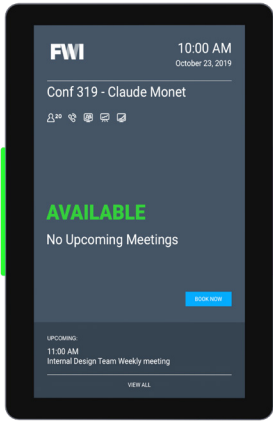 FWI
10:00 AM
October 23, 2019
Conf 319 - Claude Monet
20
AVAILABLE
No Upcoming Meetings
BOOK NOW
UPCOMING:
11:00 AM
Internal Design Team Weekly meeting
VIEW ALL